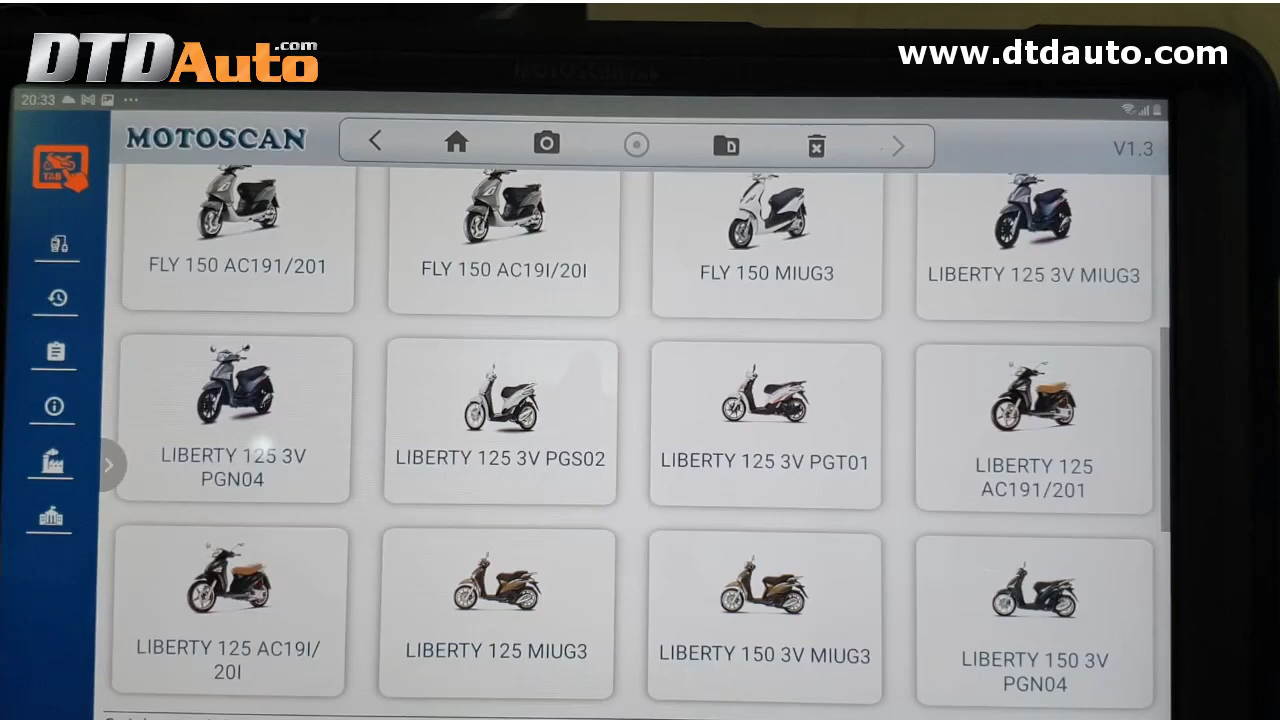 DTDAuto.com
www.dtdauto.com
20:33
MOTOSCAN
V1.3
TAB
FLY 150 AC191/201
FLY 150 AC19I/20I
FLY 150 MIUG3
LIBERTY 125 3V MIUG3
LIBERTY 125 3V
PGN04
LIBERTY 125 3V PGS02
LIBERTY 125 3V PGT01
LIBERTY 125
AC191/201
LIBERTY 125 AC19I/
20I
LIBERTY 125 MIUG3
LIBERTY 150 3V MIUG3
LIBERTY 150 3V
PGN04